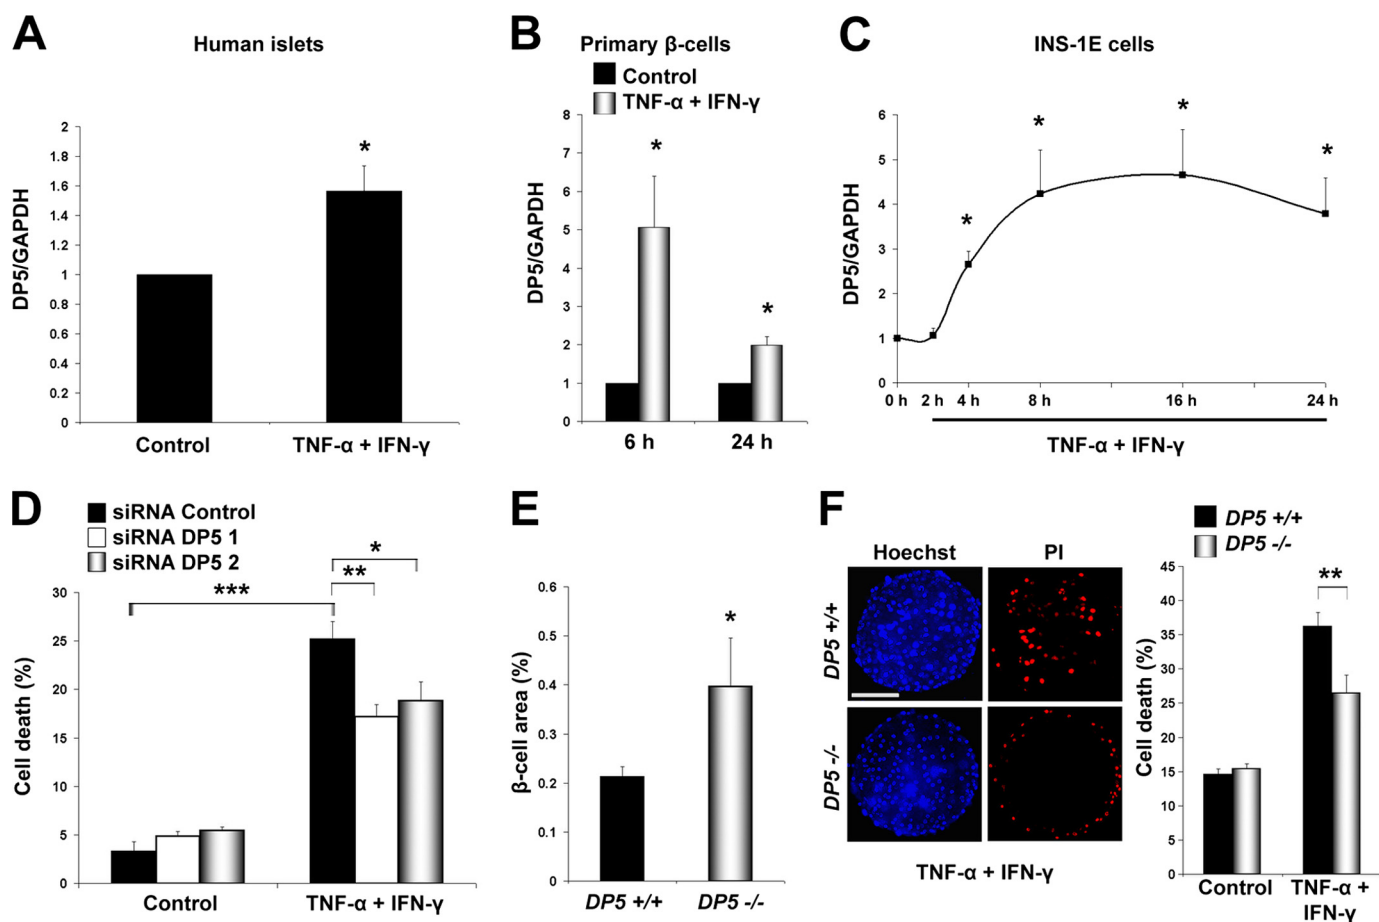 A
Human islets
DP5/GAPDH
2
1.8
1.6
1.4
1.2
1
0.8
0.6
0.4
0.2
0
*
Control
TNF-α + IFN-γ
B
Primary β-cells
Control
TNF-α + IFN-γ
DP5/GAPDH
8
7
6
5
4
3
2
1
0
*
*
6 h
24 h
C
INS-1E cells
DP5/GAPDH
6
5
4
3
2
1
0
*
*
*
*
0 h 2 h 4 h 8 h 16 h 24 h
TNF-α + IFN-γ
D
siRNA Control
siRNA DP5 1
siRNA DP5 2
Cell death (%)
30
25
20
15
10
5
0
***
**
*
Control
TNF-α + IFN-γ
E
β-cell area (%)
0.6
0.5
0.4
0.3
0.2
0.1
0
*
DP5 +/+
DP5 -/-
F
Hoechst
PI
DP5 +/+
DP5 -/-
TNF-α + IFN-γ
DP5 +/+
DP5 -/-
Cell death (%)
45
40
35
30
25
20
15
10
5
0
**
Control
TNF-α +
IFN-γ